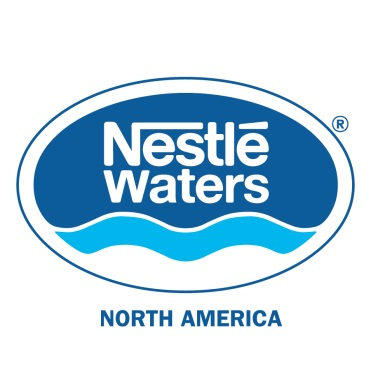 Nestlé
Waters
®
NORTH AMERICA